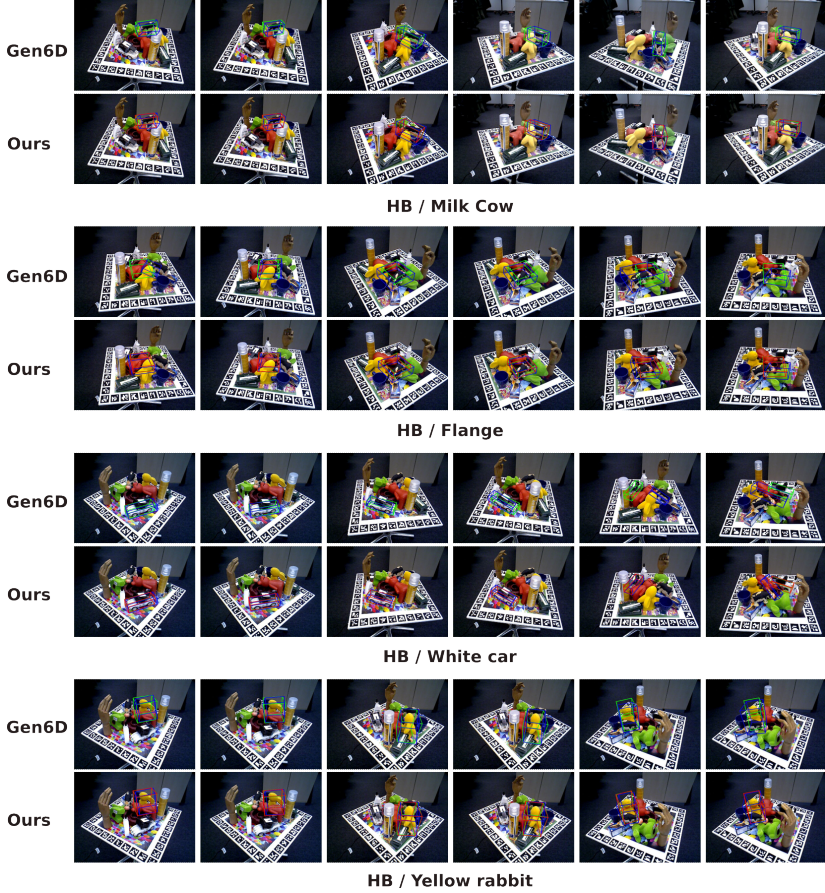 Gen6D
Ours
HB / Milk Cow
Gen6D
Ours
HB / Flange
Gen6D
Ours
HB / White car
Gen6D
Ours
HB / Yellow rabbit